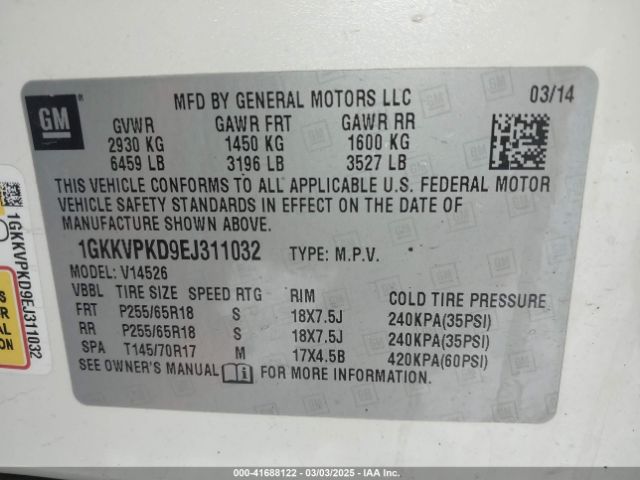 GM
MFD BY GENERAL MOTORS LLC 03/14
GVWR GAWR FRT GAWR RR
2930 KG 1450 KG 1600 KG
6459 LB 3196 LB 3527 LB
THIS VEHICLE CONFORMS TO ALL APPLICABLE U.S. FEDERAL MOTOR
VEHICLE SAFETY STANDARDS IN EFFECT ON THE DATE OF
MANUFACTURE SHOWN ABOVE.
1GKKVPKD9EJ311032 TYPE: M.P.V.
MODEL: V14526
VBBL TIRE SIZE SPEED RTG RIM COLD TIRE PRESSURE
FRT P255/65R18 S 18X7.5J 240KPA(35PSI)
RR P255/65R18 S 18X7.5J 240KPA(35PSI)
SPA T145/70R17 M 17X4.5B 420KPA(60PSI)
SEE OWNER'S MANUAL FOR MORE INFORMATION.
1GKKVPKD9EJ311032
000-41688122 - 03/03/2025 - IAA Inc.